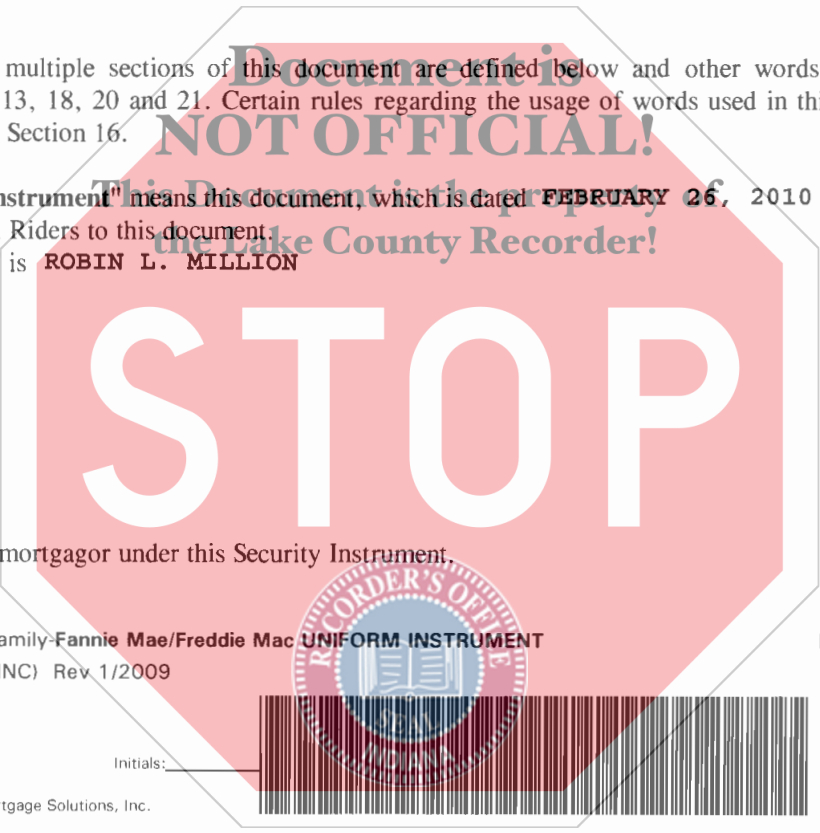 multiple sections of this document are defined below and other words
13, 18, 20 and 21. Certain rules regarding the usage of words used in
Section 16.
Document is
NOT OFFICIAL!
This Document is the property of
the Lake County Recorder!
nstrument" means this document, which is dated FEBRUARY 26, 2010
Riders to this document.
is ROBIN L. MILLION
STOP
mortgagor under this Security Instrument.
RECORDER'S OFFICE
SEAL
INDIANA
amily-Fannie Mae/Freddie Mac UNIFORM INSTRUMENT
INC) Rev 1/2009
Initials:
tgage Solutions, Inc.